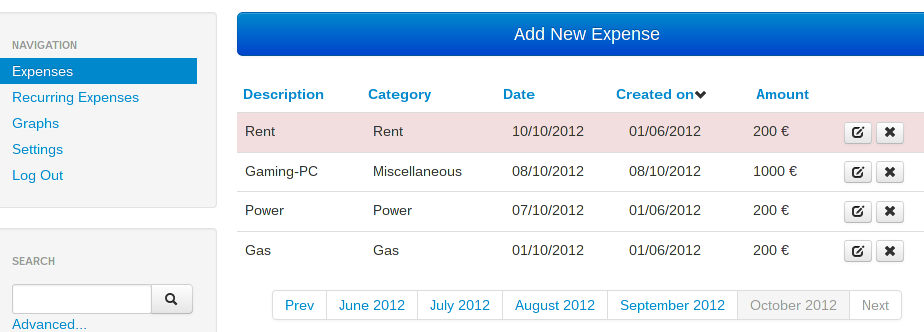 NAVIGATION
Expenses
Recurring Expenses
Graphs
Settings
Log Out
SEARCH
Advanced...
Add New Expense
Description Category Date Created on Amount
Rent Rent 10/10/2012 01/06/2012 200 €
Gaming-PC Miscellaneous 08/10/2012 08/10/2012 1000 €
Power Power 07/10/2012 01/06/2012 200 €
Gas Gas 01/10/2012 01/06/2012 200 €
Prev June 2012 July 2012 August 2012 September 2012 October 2012 Next